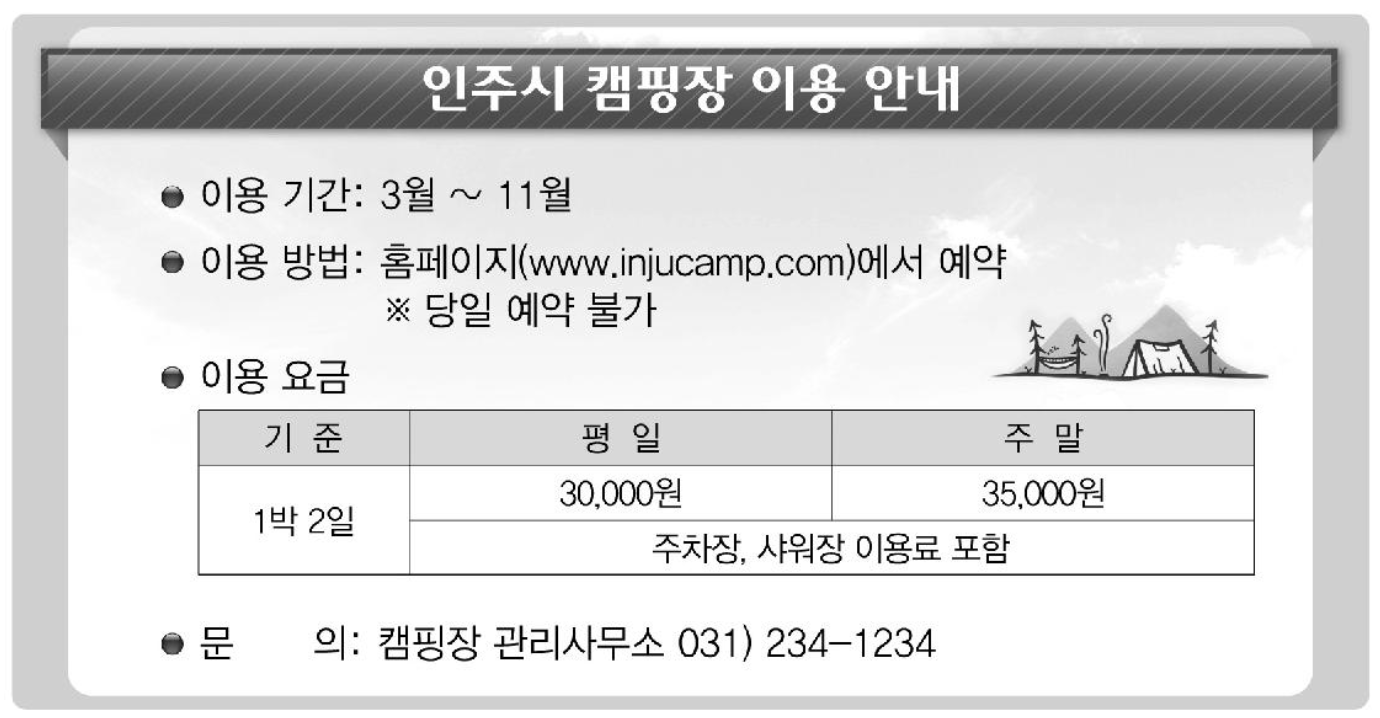 인주시 캠핑장 이용 안내
이용 기간: 3월 ～ 11월
이용 방법: 홈페이지(www.injucamp.com)에서 예약
※ 당일 예약 불가
이용 요금
기 준 평 일 주 말
30,000원 35,000원
1박 2일
주차장, 샤워장 이용료 포함
문 의: 캠핑장 관리사무소 031) 234-1234